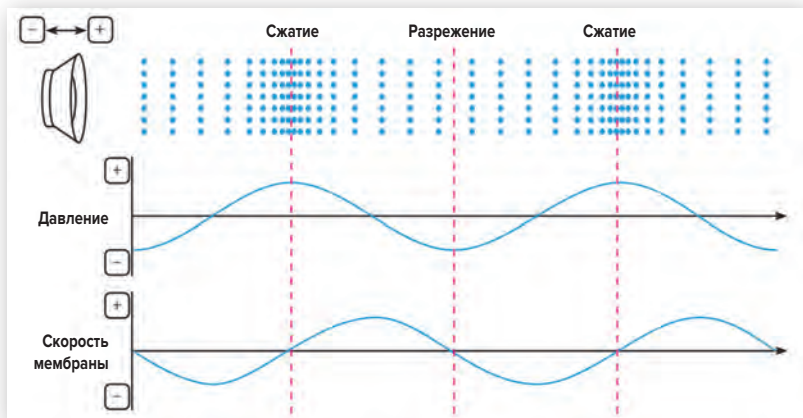 − +
Сжатие Разрежение Сжатие
+
Давление
−
+
Скорость
мембраны
−